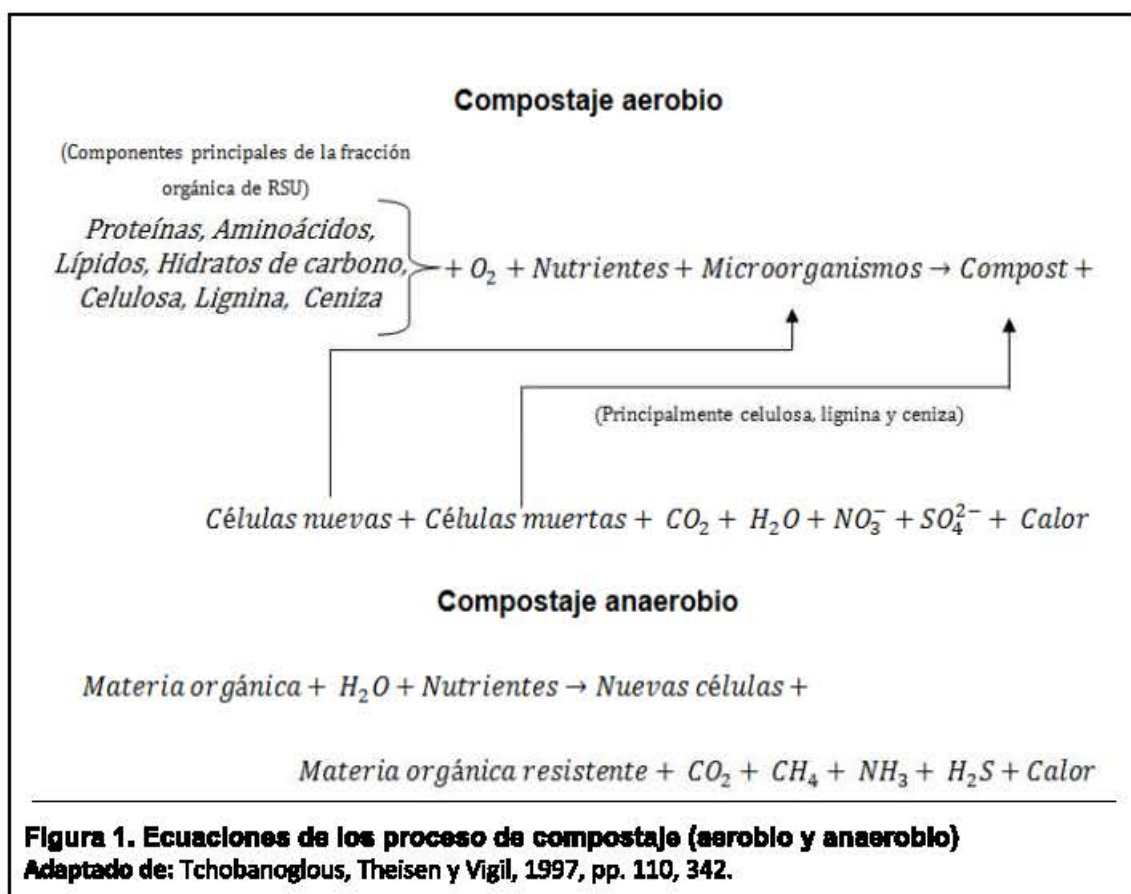 Compostaje aerobio
(Componentes principales de la fracción
orgánica de RSU)
Proteínas, Aminoácidos,
Lípidos, Hidratos de carbono,
Celulosa, Lignina, Ceniza
+ O₂ + Nutrientes + Microorganismos → Compost +
(Principalmente celulosa, lignina y ceniza)
Células nuevas + Células muertas + CO₂ + H₂O + NO₃⁻ + SO₄²⁻ + Calor
Compostaje anaerobio
Materia orgánica + H₂O + Nutrientes → Nuevas células +
Materia orgánica resistente + CO₂ + CH₄ + NH₃ + H₂S + Calor
Figura 1. Ecuaciones de los proceso de compostaje (aerobio y anaerobio)
Adaptado de: Tchobanoglous, Theisen y Vigil, 1997, pp. 110, 342.